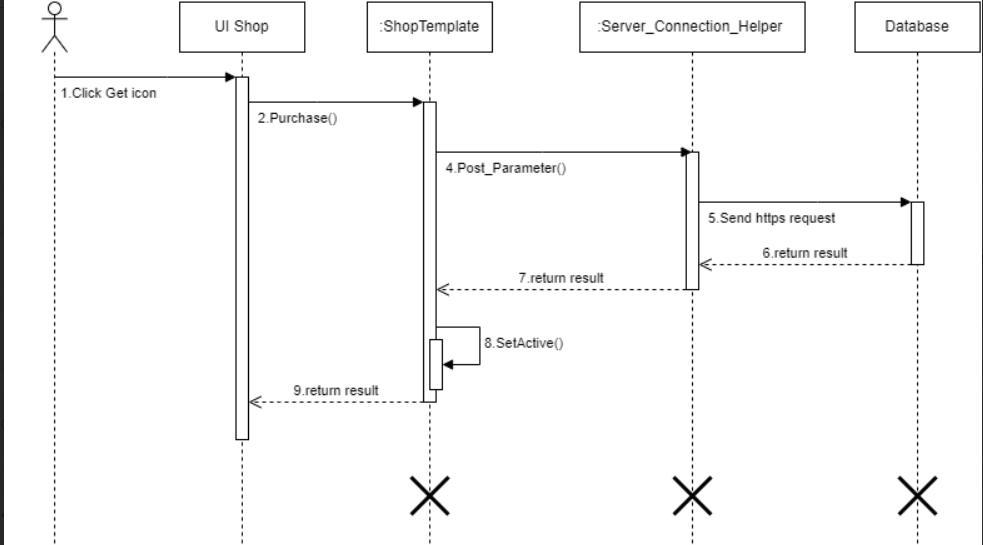 UI Shop
:ShopTemplate
:Server_Connection_Helper
Database
1.Click Get icon
2.Purchase()
4.Post_Parameter()
5.Send https request
6.return result
7.return result
8.SetActive()
9.return result